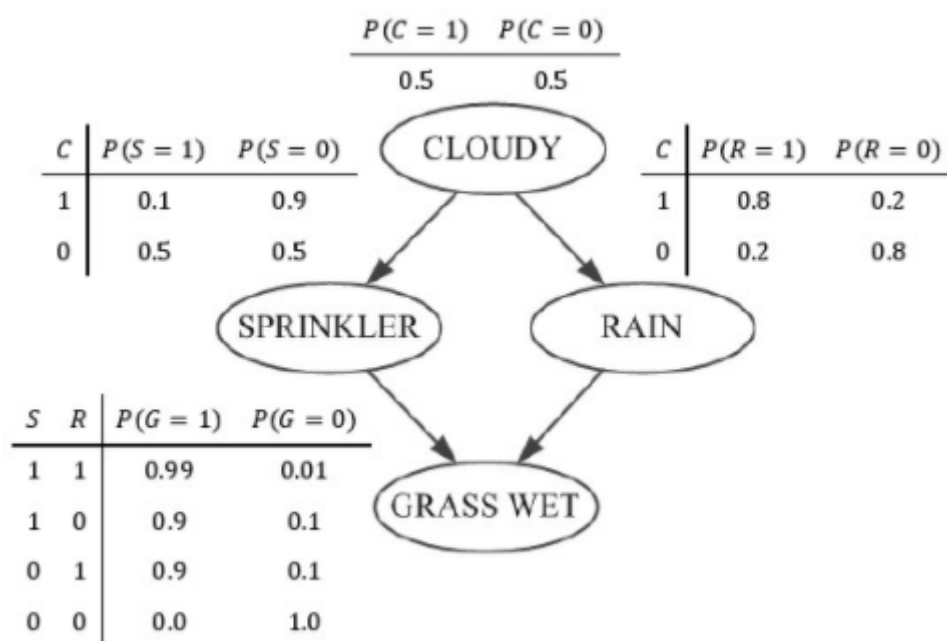 P(C = 1) P(C = 0)
0.5 0.5
CLOUDY
C P(S = 1) P(S = 0)
1 0.1 0.9
0 0.5 0.5
C P(R = 1) P(R = 0)
1 0.8 0.2
0 0.2 0.8
SPRINKLER
RAIN
S R P(G = 1) P(G = 0)
1 1 0.99 0.01
1 0 0.9 0.1
0 1 0.9 0.1
0 0 0.0 1.0
GRASS WET